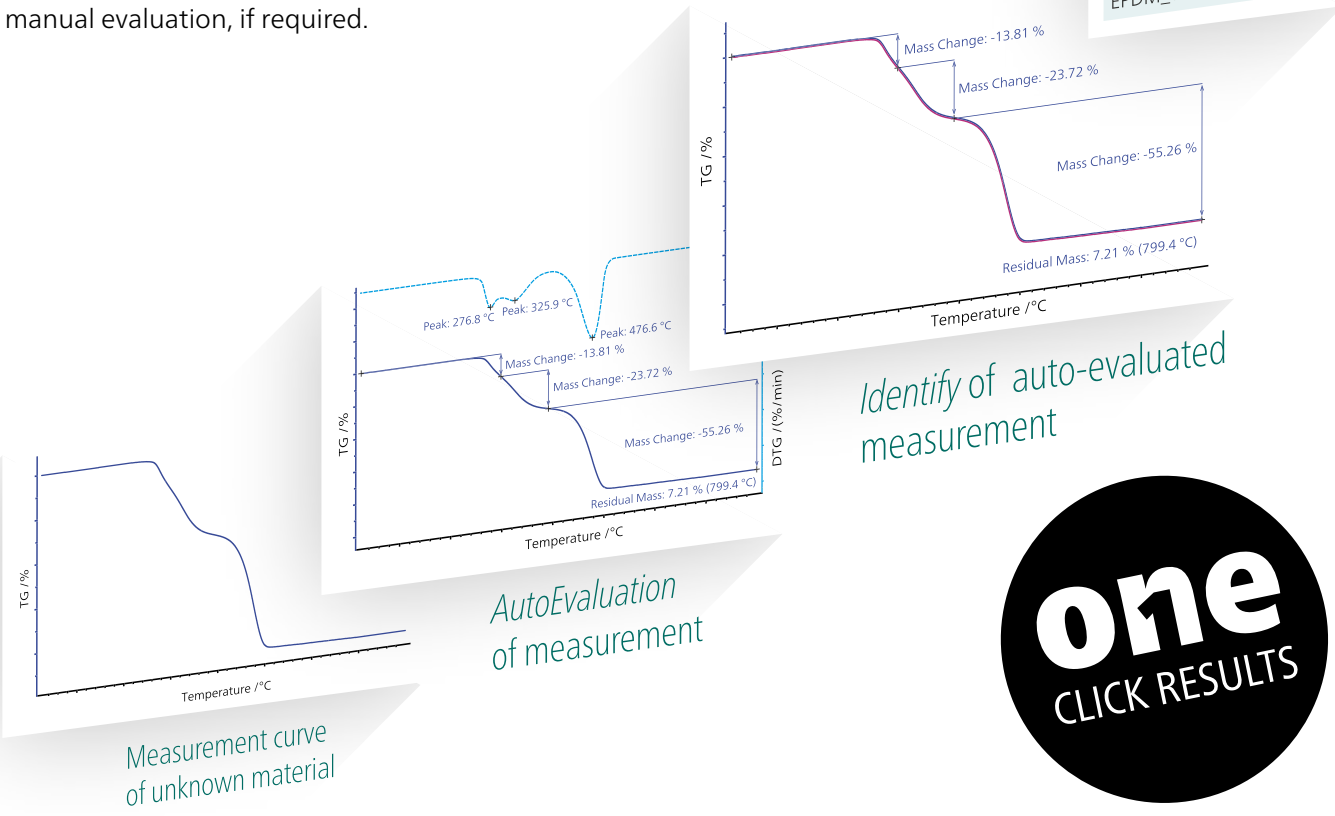 manual evaluation, if required.
EPDM_
TG /%
Mass Change: -13.81 %
Mass Change: -23.72 %
Mass Change: -55.26 %
Residual Mass: 7.21 % (799.4 °C)
Temperature /°C
Identify of auto-evaluated
measurement
Peak: 276.8 °C
Peak: 325.9 °C
Peak: 476.6 °C
TG /%
Mass Change: -13.81 %
Mass Change: -23.72 %
Mass Change: -55.26 %
Residual Mass: 7.21 % (799.4 °C)
DTG /(%/min)
Temperature /°C
AutoEvaluation
of measurement
TG /%
Temperature /°C
Measurement curve
of unknown material
one
CLICK RESULTS